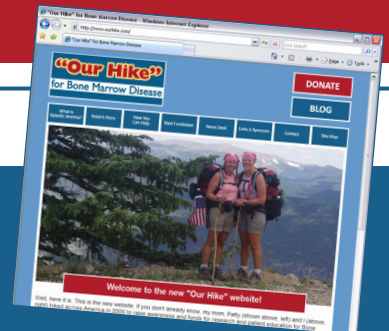 "Our Hike" for Bone Marrow Disease - Windows Internet Explorer
http://www.ourhike.com/
"Our Hike" for Bone Marrow Disease
"Our Hike"
for Bone Marrow Disease
DONATE
BLOG
What is Aplastic Anemia?
Robin's Story
How You Can Help
Next Fundraiser
News Desk
Links & Sponsors
Contact
Site Map
Welcome to the new "Our Hike" website!
Well, here it is. This is the new website. If you don't already know, my mom, Patty (shown above, left) and I (above,
right) hiked across America in 2006 to raise awareness and funds for research and patient education for Bone